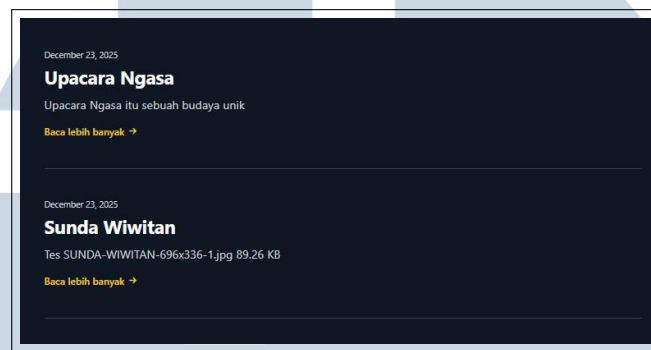 December 23, 2025
Upacara Ngasa
Upacara Ngasa itu sebuah budaya unik
Baca lebih banyak →
December 23, 2025
Sunda Wiwitan
Tes SUNDA-WIWITAN-696x336-1.jpg 89.26 KB
Baca lebih banyak →